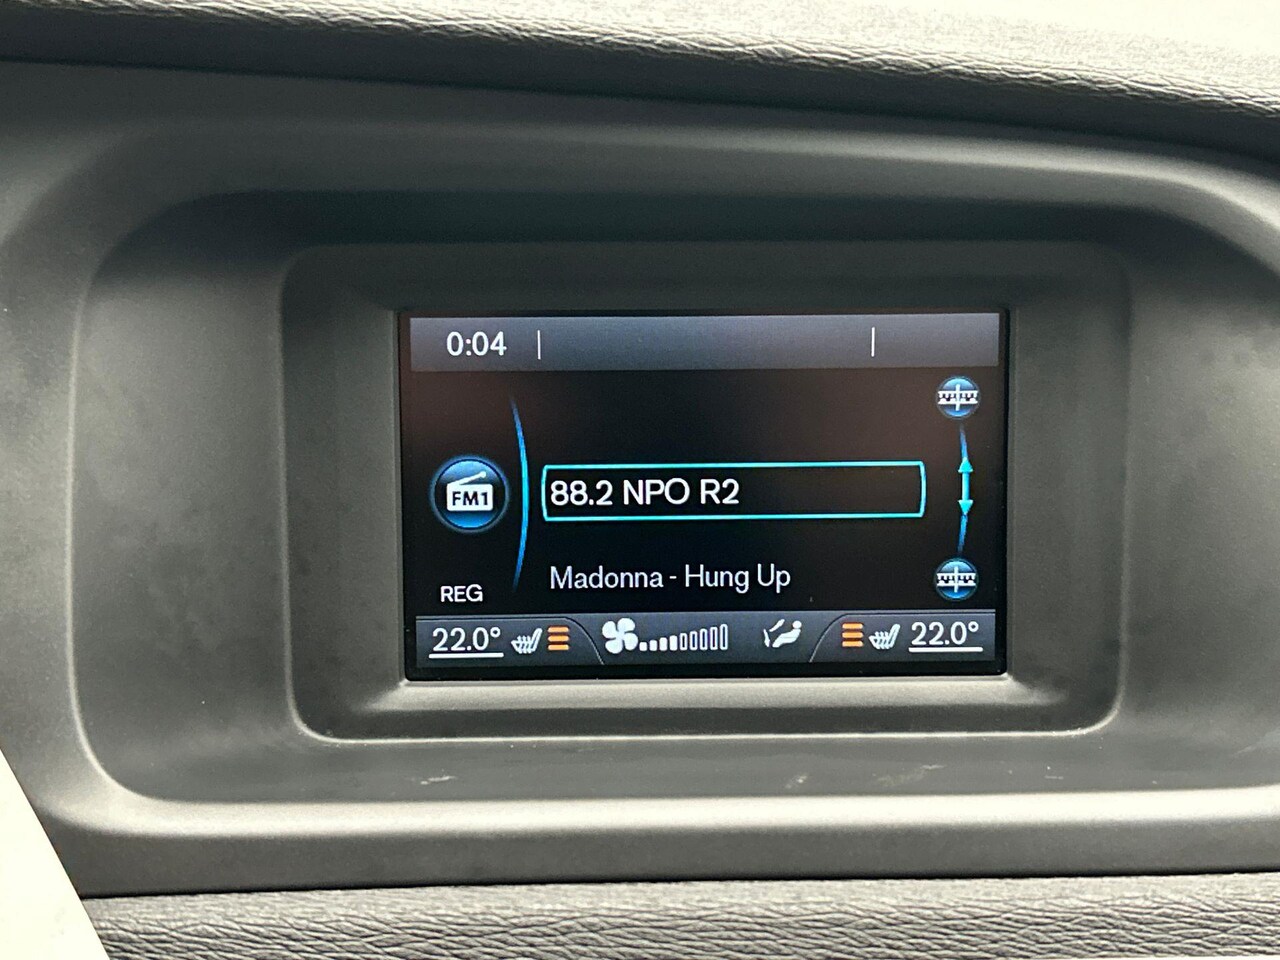 0:04
FM1
88.2 NPO R2
Madonna - Hung Up
REG
22.0° 22.0°